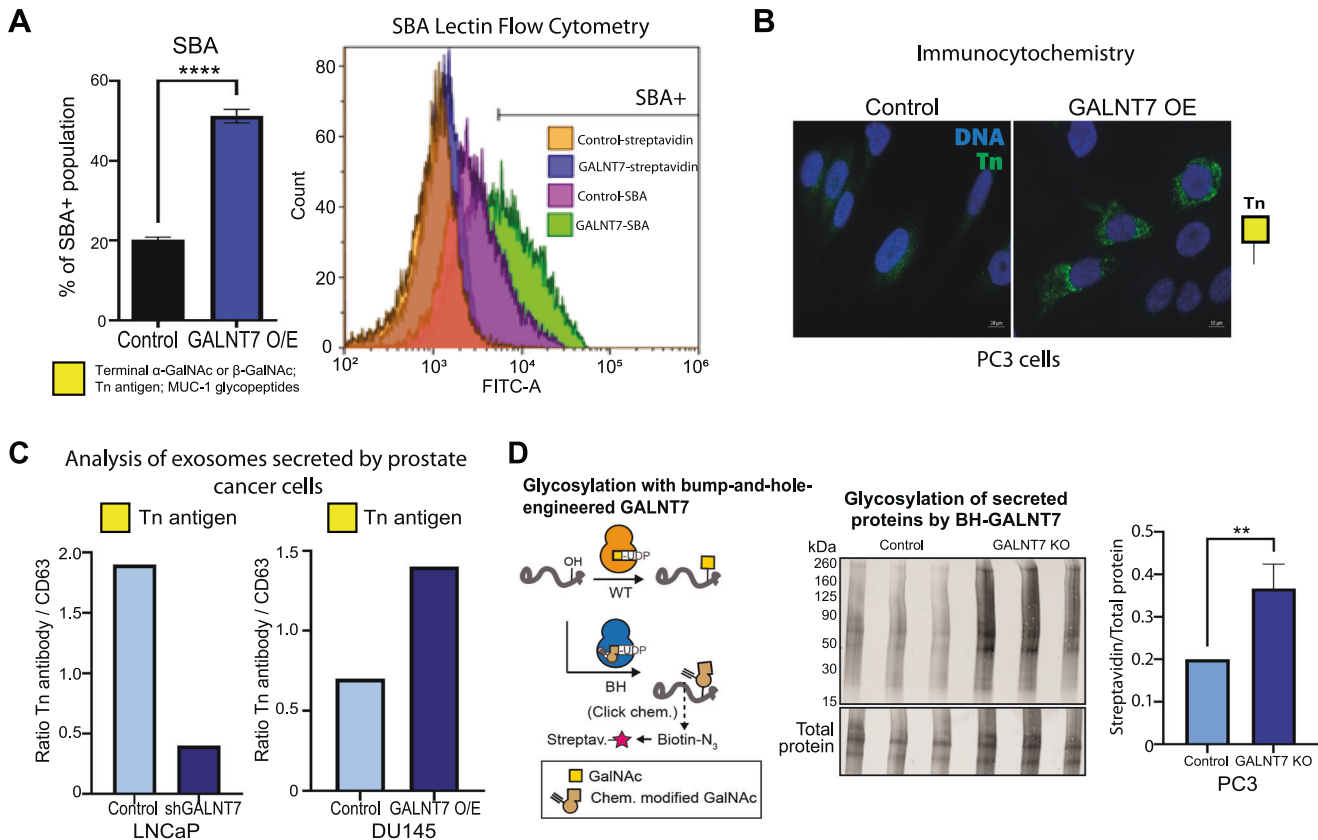 A
SBA
****
% of SBA+ population
60
40
20
0
Control
GALNT7 O/E
Terminal α-GalNAc or β-GalNAc;
Tn antigen; MUC-1 glycopeptides
SBA Lectin Flow Cytometry
Count
80
60
40
20
0
SBA+
Control-streptavidin
GALNT7-streptavidin
Control-SBA
GALNT7-SBA
10² 10³ 10⁴ 10⁵ 10⁶
FITC-A
B
Immunocytochemistry
Control
GALNT7 OE
DNA
Tn
10 µm
10 µm
Tn
PC3 cells
C
Analysis of exosomes secreted by prostate
cancer cells
Tn antigen
Ratio Tn antibody / CD63
2.0
1.5
1.0
0.5
0.0
Control shGALNT7
LNCaP
Tn antigen
Ratio Tn antibody / CD63
1.5
1.0
0.5
0.0
Control GALNT7 O/E
DU145
D
Glycosylation with bump-and-hole-
engineered GALNT7
OH
-UDP
WT
-UDP
BH
(Click chem.)
Streptav. Biotin-N₃
GalNAc
Chem. modified GalNAc
Glycosylation of secreted
proteins by BH-GALNT7
kDa
Control
GALNT7 KO
260
160
125
90
50
30
15
Total
protein
Streptavidin/Total protein
0.5
0.4
0.3
0.2
0.2
**
Control GALNT7 KO
PC3